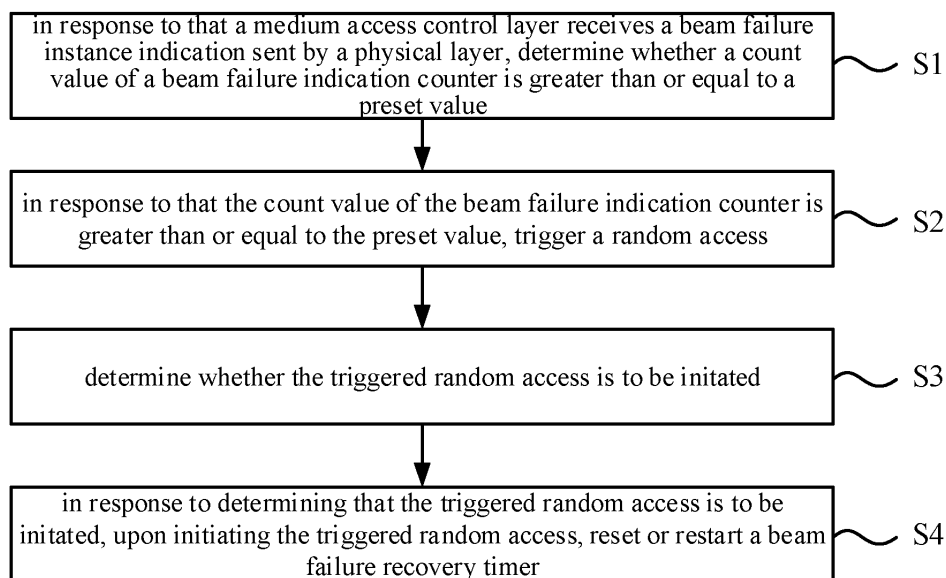 in response to that a medium access control layer receives a beam failure
instance indication sent by a physical layer, determine whether a count
value of a beam failure indication counter is greater than or equal to a
preset value
S1
in response to that the count value of the beam failure indication counter is
greater than or equal to the preset value, trigger a random access
S2
determine whether the triggered random access is to be initated
S3
in response to determining that the triggered random access is to be
initated, upon initiating the triggered random access, reset or restart a beam
failure recovery timer
S4